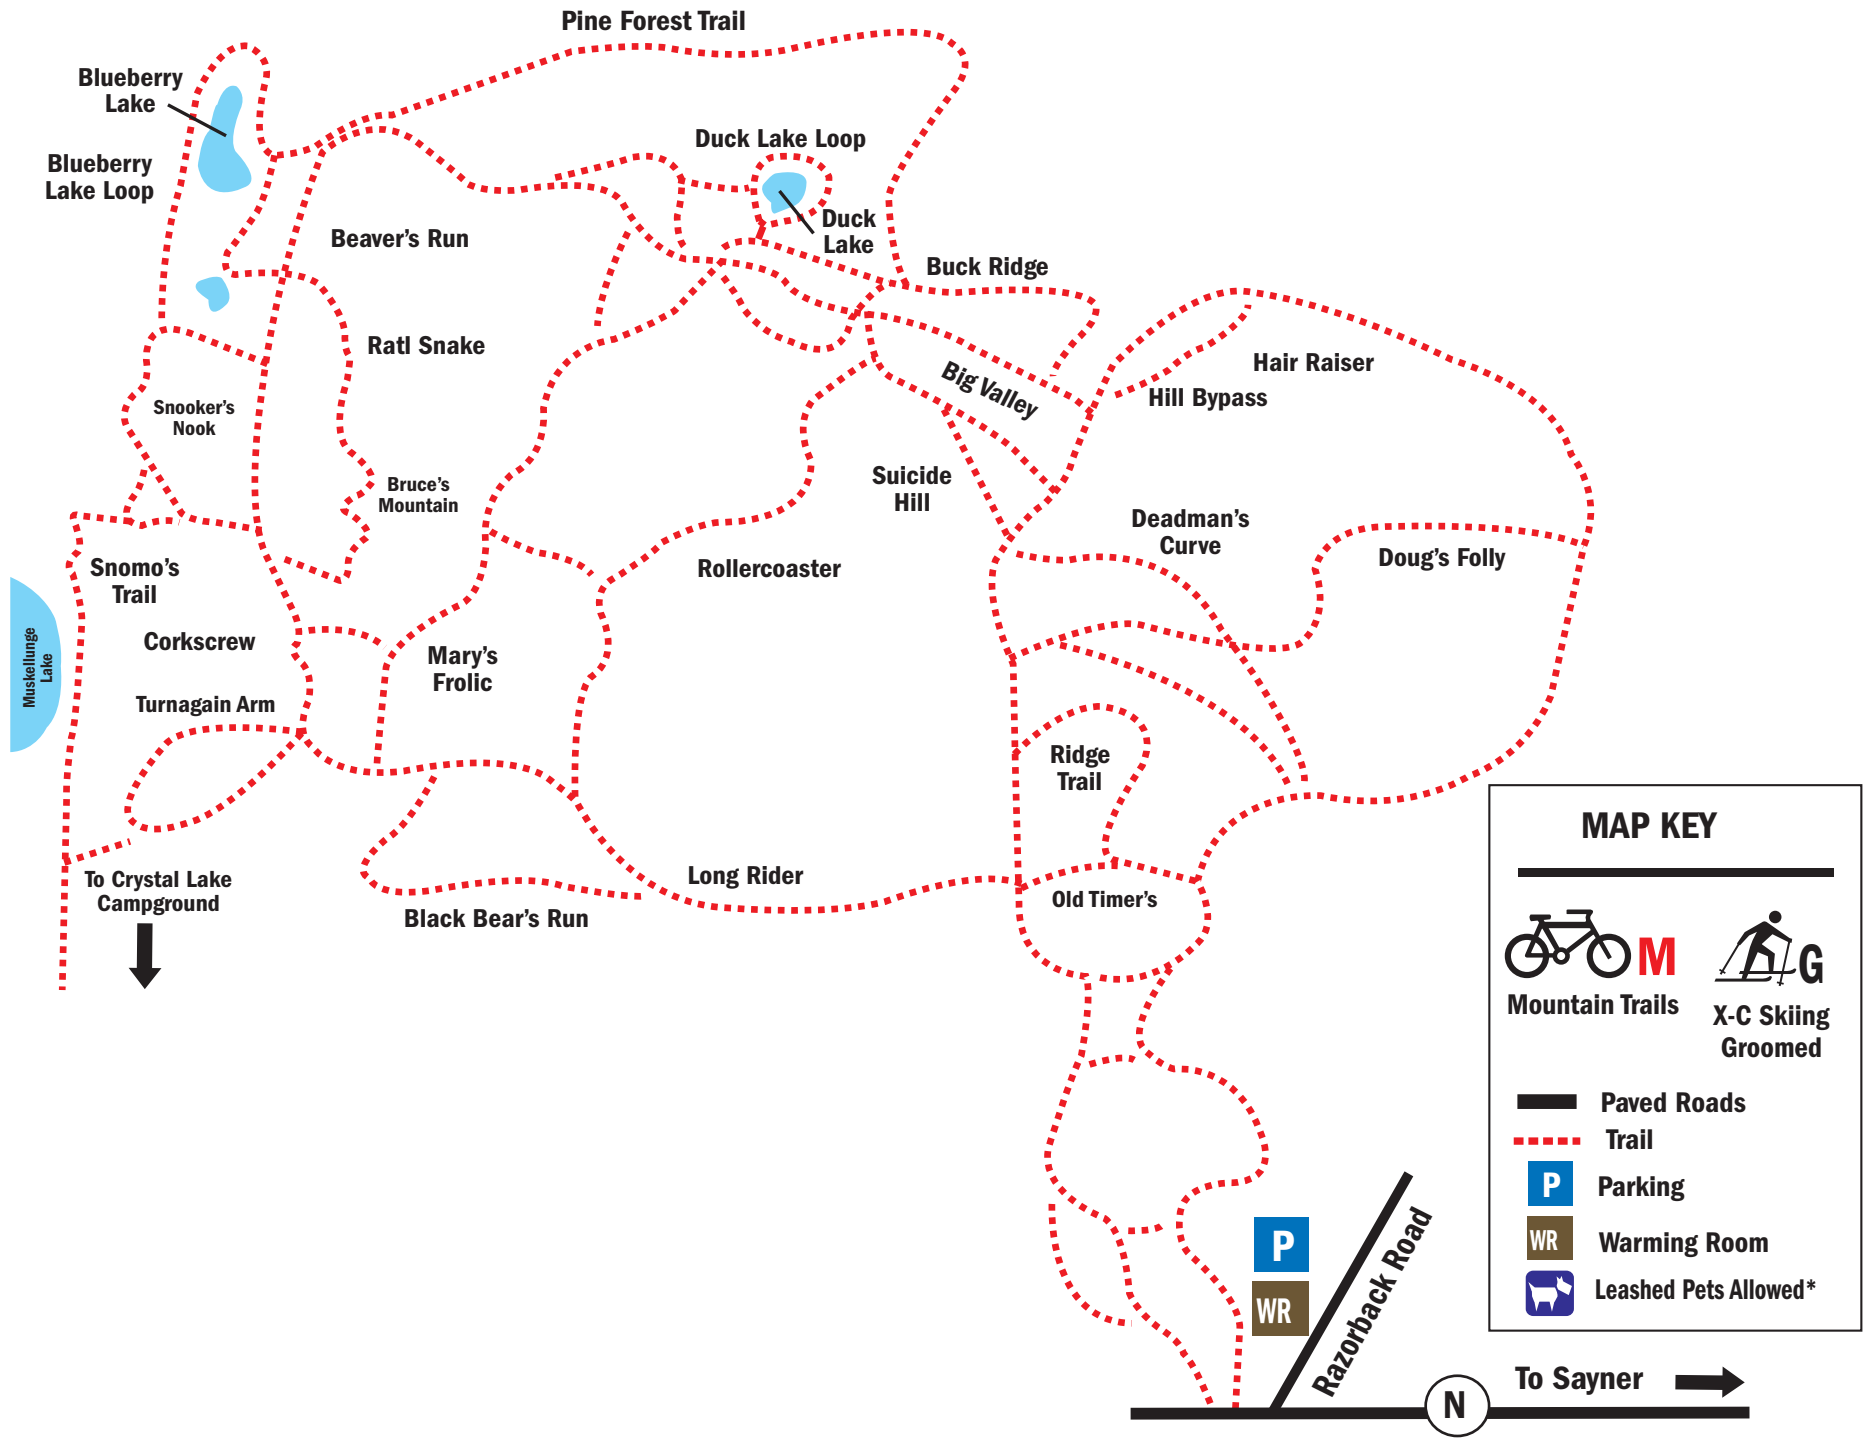 Pine Forest Trail
Blueberry
Lake
Blueberry
Lake Loop
Duck Lake Loop
Duck
Lake
Beaver's Run
Buck Ridge
Ratl Snake
Hair Raiser
Hill Bypass
Big Valley
Snooker's
Nook
Suicide
Hill
Bruce's
Mountain
Deadman's
Curve
Doug's Folly
Snomo's
Trail
Rollercoaster
Muskellunge
Lake
Corkscrew
Mary's
Frolic
Turnagain Arm
Ridge
Trail
To Crystal Lake
Campground
Long Rider
Old Timer's
Black Bear's Run
MAP KEY
M
G
Mountain Trails
X-C Skiing
Groomed
Paved Roads
Trail
P
Parking
WR
Warming Room
Leashed Pets Allowed*
P
WR
Razorback Road
To Sayner
N